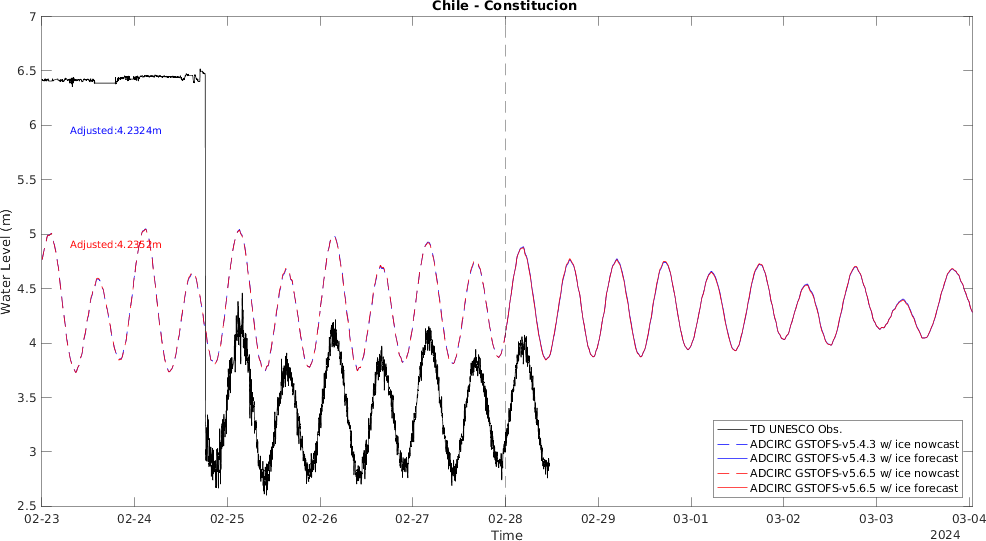 Chile - Constitucion
7
6.5
6
5.5
5
4.5
4
3.5
3
2.5
Water Level (m)
Adjusted:4.2324m
Adjusted:4.2352m
TD UNESCO Obs.
ADCIRC GSTOFS-v5.4.3 w/ ice nowcast
ADCIRC GSTOFS-v5.4.3 w/ ice forecast
ADCIRC GSTOFS-v5.6.5 w/ ice nowcast
ADCIRC GSTOFS-v5.6.5 w/ ice forecast
02-23 02-24 02-25 02-26 02-27 02-28 02-29 03-01 03-02 03-03 03-04
Time
2024